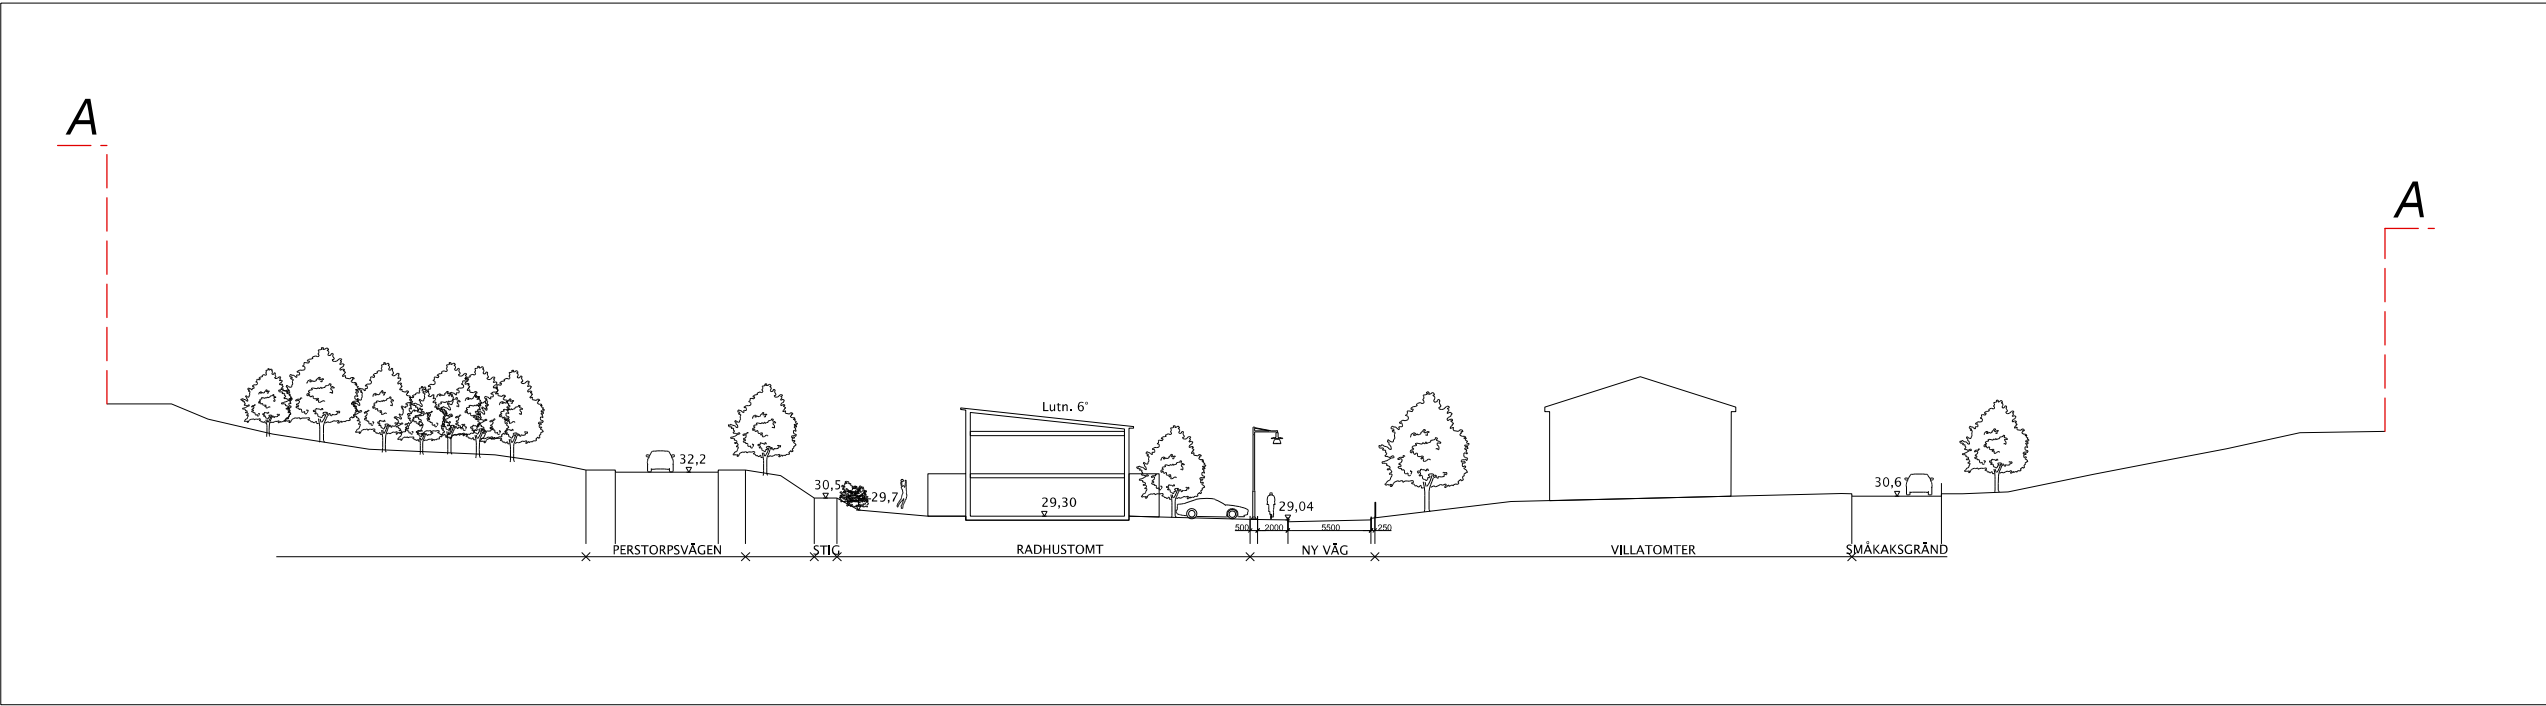 A
A
Lutn. 6°
32,2
30,5
29,7
29,30
29,04
30,6
500 2000 5500 250
PERSTORPSVÄGEN STIG RADHUSTOMT NY VÄG VILLATOMTER SMÅKAKSGRÄND